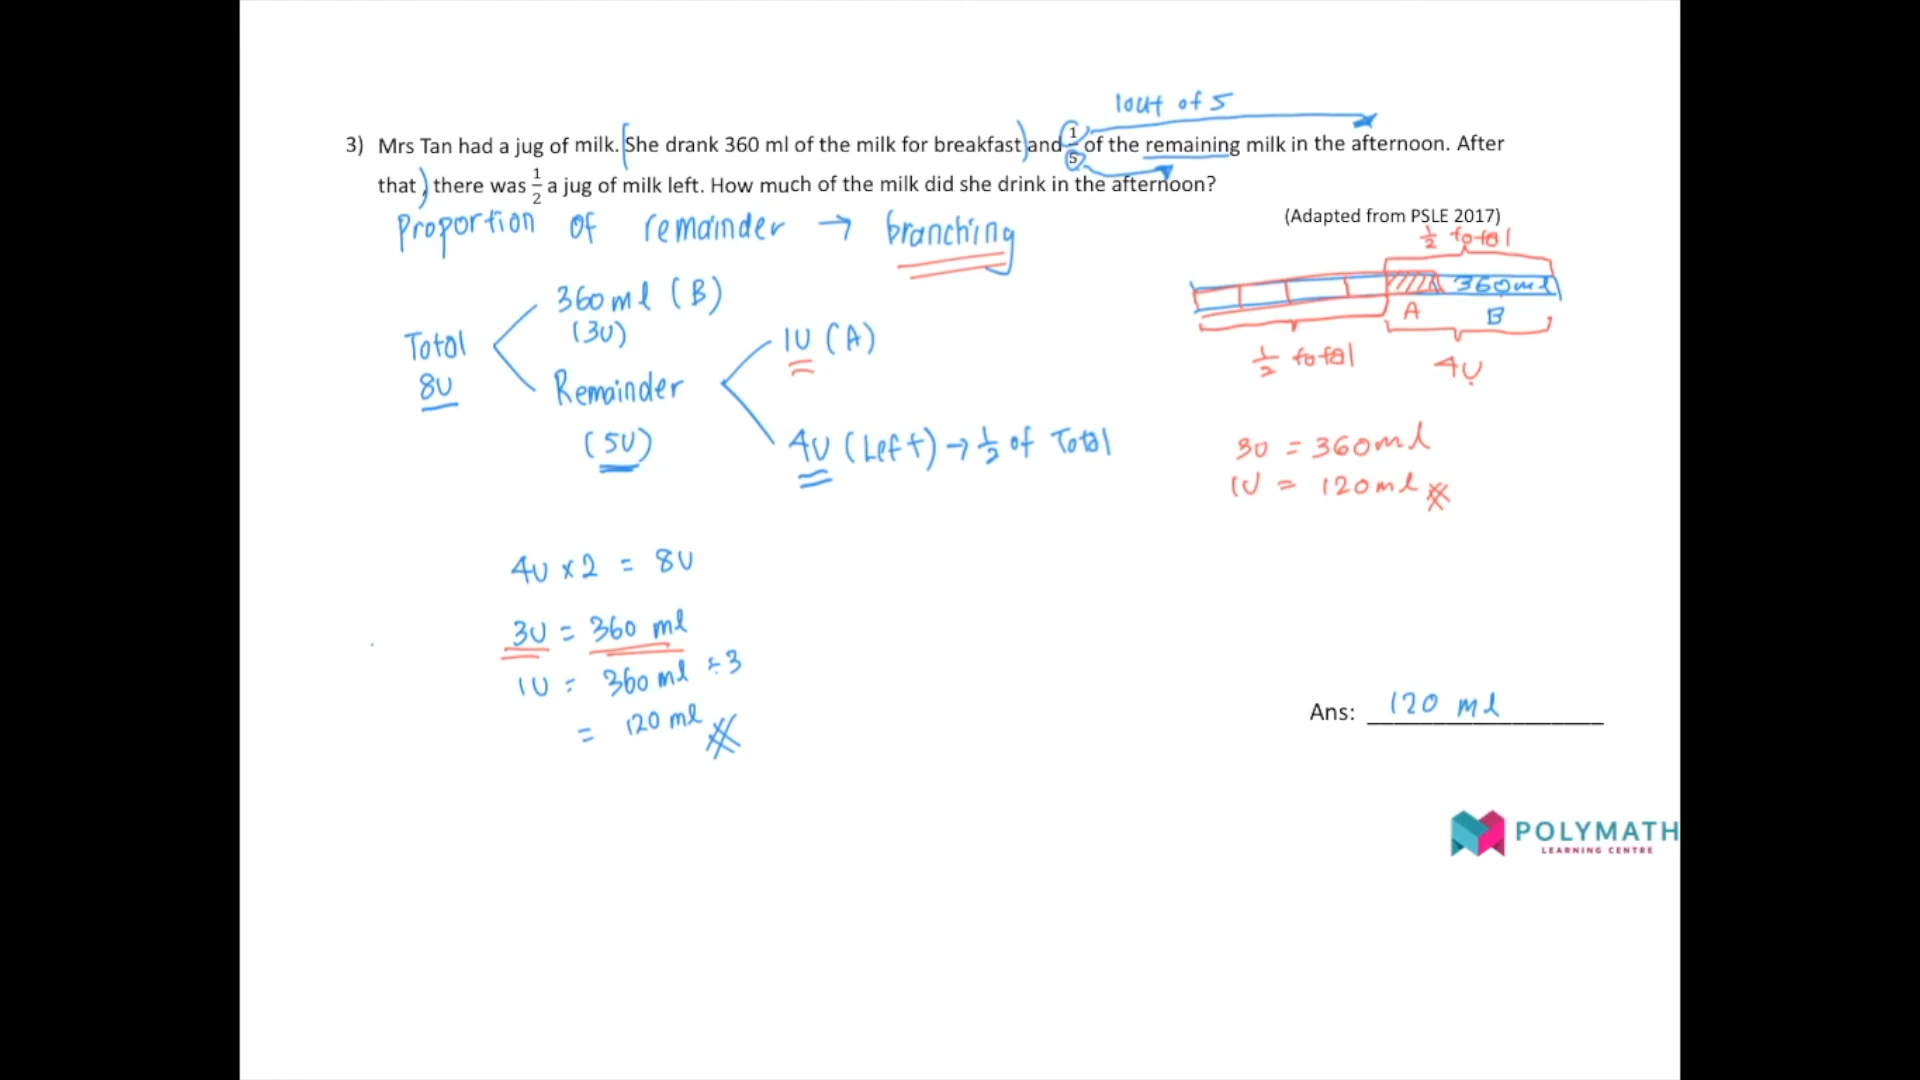 1out of 5
3) Mrs Tan had a jug of milk. (She drank 360 ml of the milk for breakfast) and 1/5 of the remaining milk in the afternoon. After
that, there was 1/2 a jug of milk left. How much of the milk did she drink in the afternoon?
(Adapted from PSLE 2017)
Proportion of remainder → branching
Total
8U
360ml (B)
(3U)
Remainder
(5U)
1U (A)
4U (Left) → 1/2 of Total
4U × 2 = 8U
3U = 360 ml
1U = 360 ml ÷ 3
= 120 ml
1/2 total
360ml
A
B
1/2 total
4U
3U = 360ml
1U = 120ml
Ans: 120 ml
POLYMATH
LEARNING CENTRE